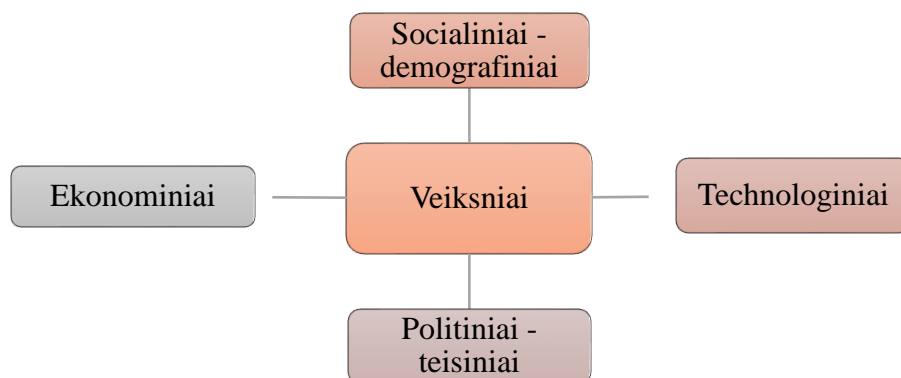 Socialiniai -
demografiniai
Ekonominiai
Veiksniai
Technologiniai
Politiniai -
teisiniai